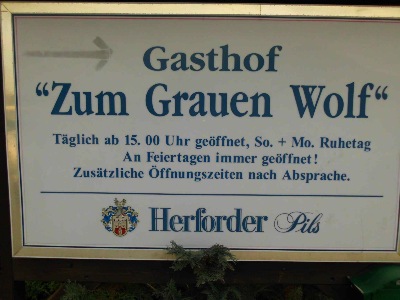 Gasthof
“Zum Grauen Wolf“
Täglich ab 15. 00 Uhr geöffnet, So. + Mo. Ruhetag
An Feiertagen immer geöffnet!
Zusätzliche Öffnungszeiten nach Absprache.
Herforder Pils